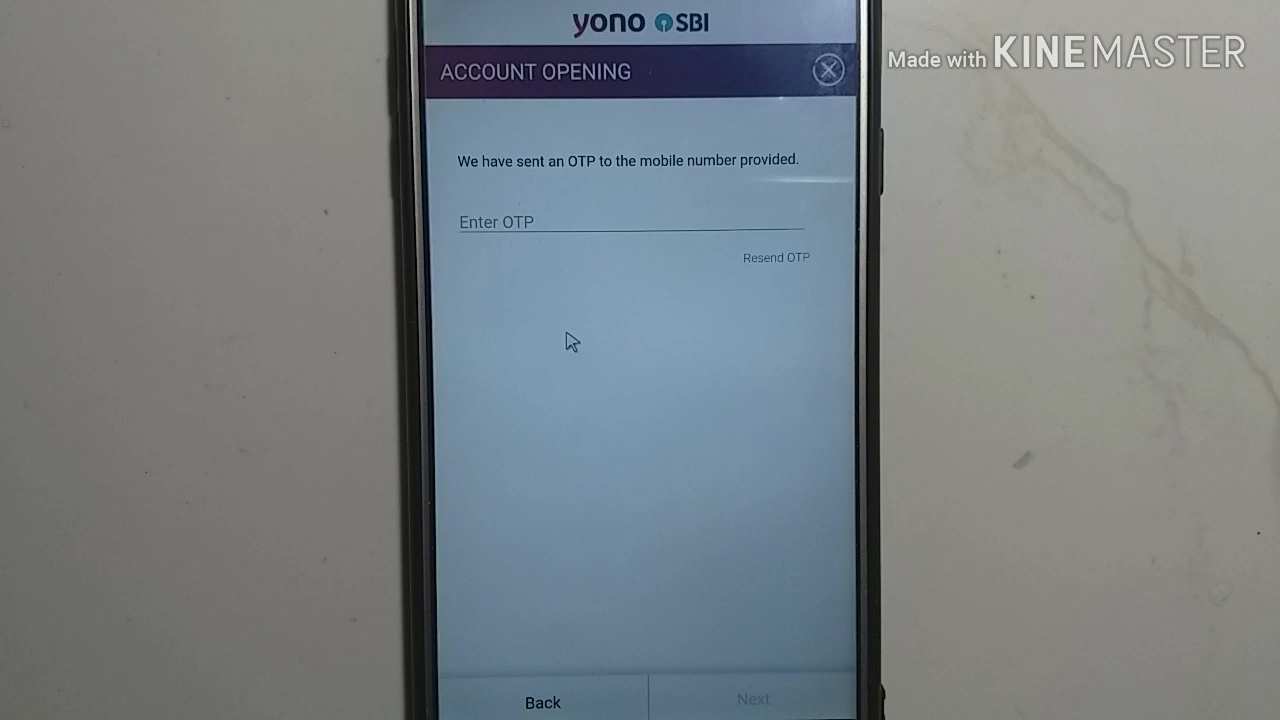 yono SBI
ACCOUNT OPENING
Made with KINEMASTER
We have sent an OTP to the mobile number provided.
Enter OTP
Resend OTP
Back
Next